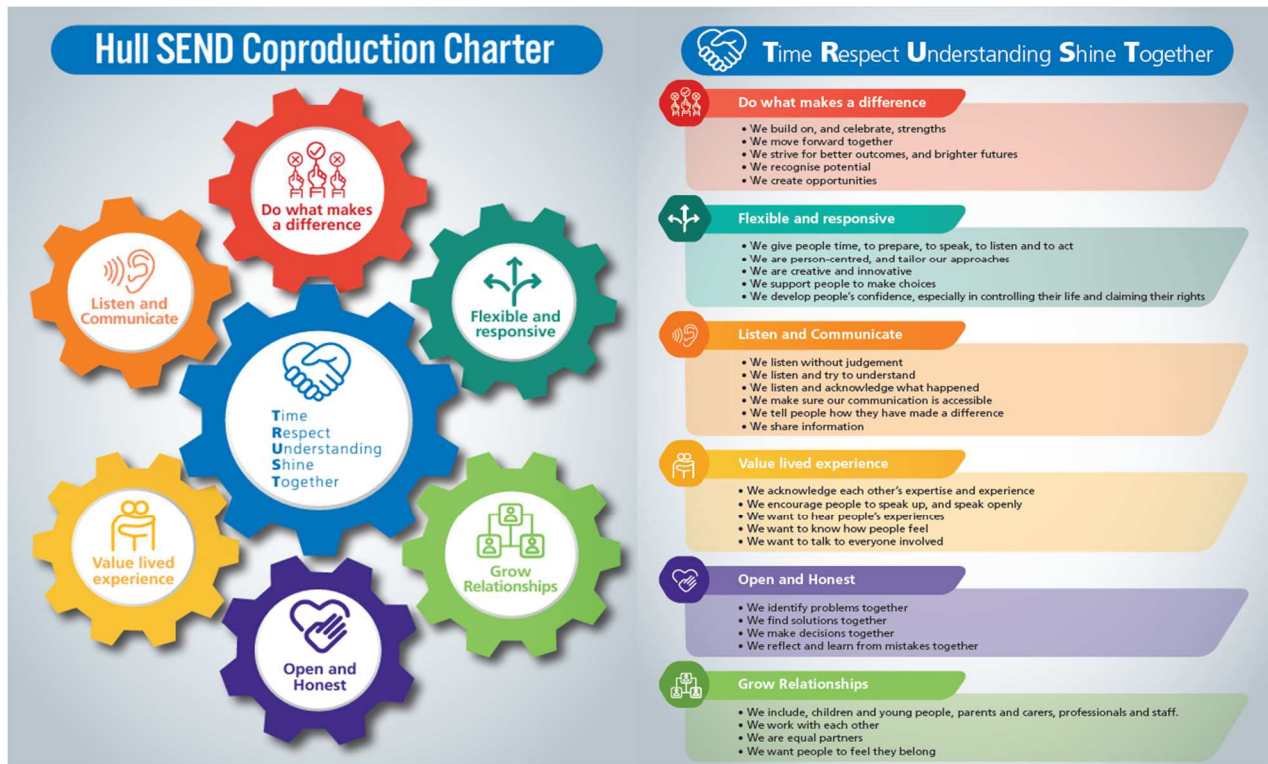 Hull SEND Coproduction Charter
Do what makes
a difference
Listen and
Communicate
Flexible and
responsive
Time
Respect
Understanding
Shine
Together
Value lived
experience
Grow
Relationships
Open and
Honest
Time Respect Understanding Shine Together
Do what makes a difference
• We build on, and celebrate, strengths
• We move forward together
• We strive for better outcomes, and brighter futures
• We recognise potential
• We create opportunities
Flexible and responsive
• We give people time, to prepare, to speak, to listen and to act
• We are person-centred, and tailor our approaches
• We are creative and innovative
• We support people to make choices
• We develop people's confidence, especially in controlling their life and claiming their rights
Listen and Communicate
• We listen without judgement
• We listen and try to understand
• We listen and acknowledge what happened
• We make sure our communication is accessible
• We tell people how they have made a difference
• We share information
Value lived experience
• We acknowledge each other's expertise and experience
• We encourage people to speak up, and speak openly
• We want to hear people's experiences
• We want to know how people feel
• We want to talk to everyone involved
Open and Honest
• We identify problems together
• We find solutions together
• We make decisions together
• We reflect and learn from mistakes together
Grow Relationships
• We include, children and young people, parents and carers, professionals and staff.
• We work with each other
• We are equal partners
• We want people to feel they belong